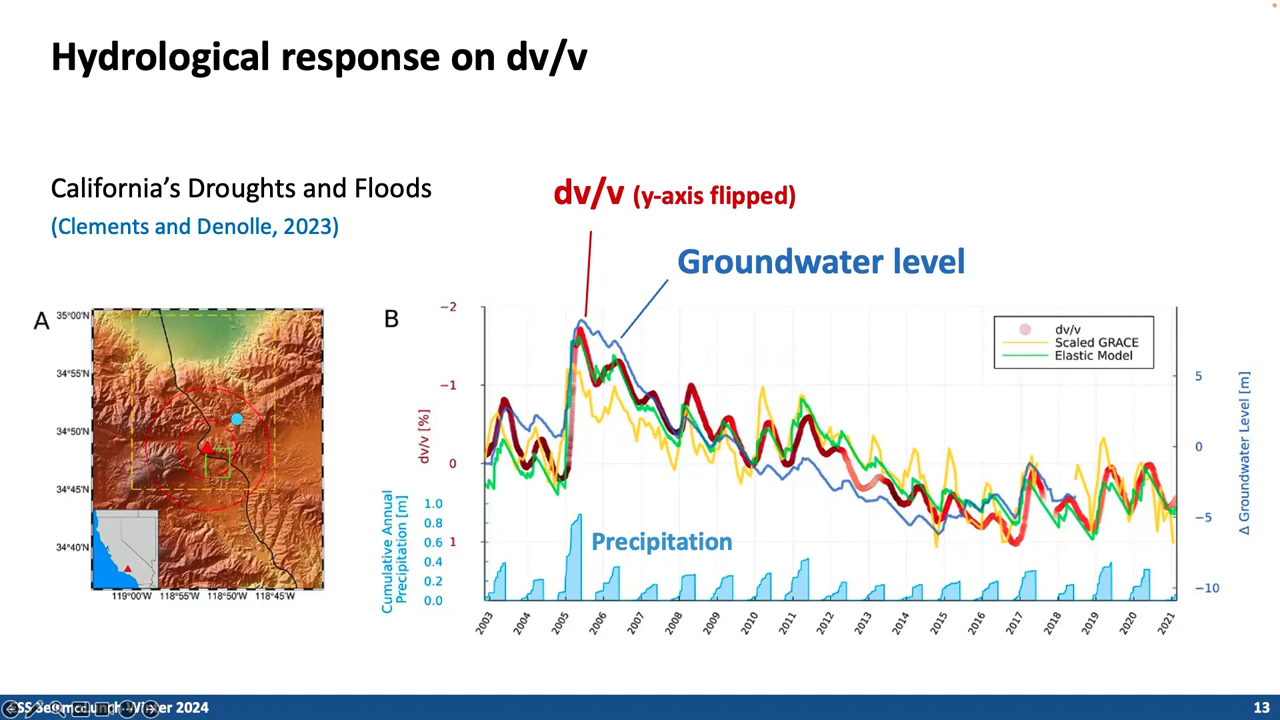 Hydrological response on dv/v
California's Droughts and Floods
(Clements and Denolle, 2023)
dv/v (y-axis flipped)
Groundwater level
A
35°00'N
34°55'N
34°50'N
34°45'N
34°40'N
119°00'W 118°55'W 118°50'W 118°45'W
B
dv/v [%]
−2
−1
0
1
Cumulative Annual
Precipitation [m]
1.0
0.8
0.6
0.4
0.2
0.0
Precipitation
dv/v
Scaled GRACE
Elastic Model
5
0
−5
−10
Δ Groundwater Level [m]
2003 2004 2005 2006 2007 2008 2009 2010 2011 2012 2013 2014 2015 2016 2017 2018 2019 2020 2021
2024
13